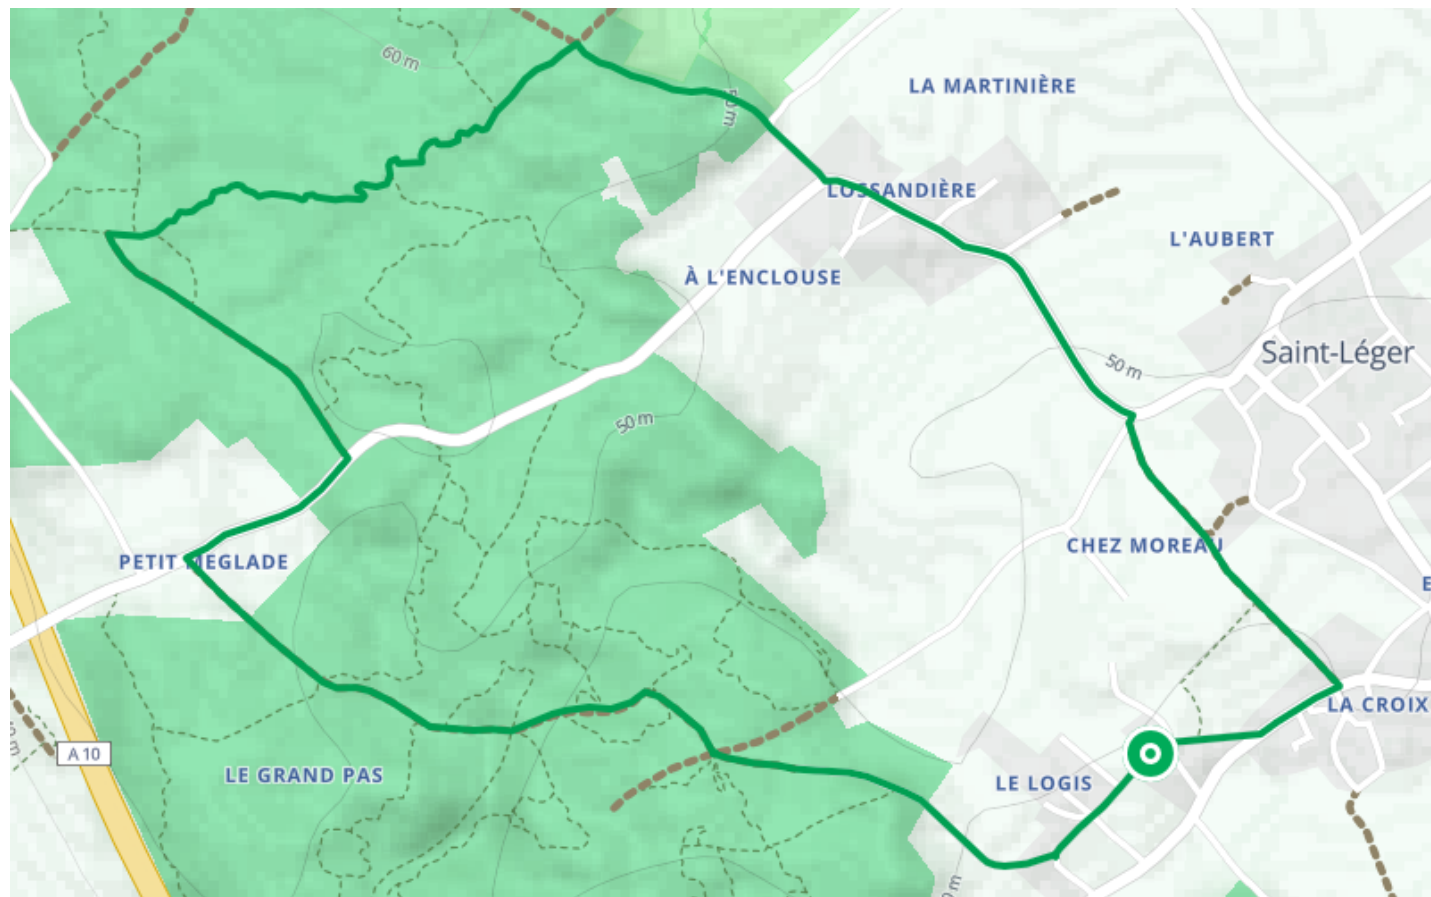 60 m
LA MARTINIÈRE
50 m
LOSSANDIÈRE
L'AUBERT
À L'ENCLOUSE
Saint-Léger
50 m
50 m
CHEZ MOREAU
PETIT MEGLADE
LA CROIX
A 10
LE GRAND PAS
LE LOGIS